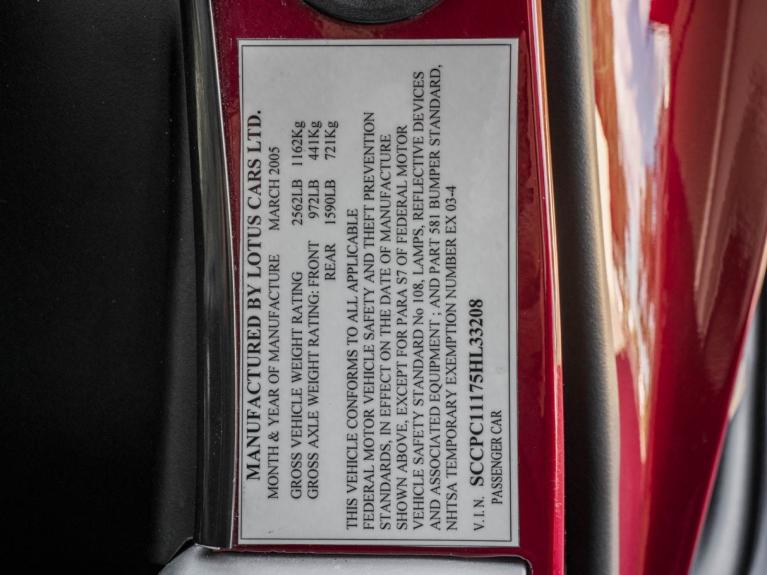 MANUFACTURED BY LOTUS CARS LTD.
MONTH & YEAR OF MANUFACTURE MARCH 2005
GROSS VEHICLE WEIGHT RATING 2562LB 1162Kg
GROSS AXLE WEIGHT RATING: FRONT 972LB 441Kg
REAR 1590LB 721Kg
THIS VEHICLE CONFORMS TO ALL APPLICABLE
FEDERAL MOTOR VEHICLE SAFETY AND THEFT PREVENTION
STANDARDS, IN EFFECT ON THE DATE OF MANUFACTURE
SHOWN ABOVE, EXCEPT FOR PARA S7 OF FEDERAL MOTOR
VEHICLE SAFETY STANDARD No 108, LAMPS, REFLECTIVE DEVICES
AND ASSOCIATED EQUIPMENT ; AND PART 581 BUMPER STANDARD,
NHTSA TEMPORARY EXEMPTION NUMBER EX 03-4
V.I.N. SCCPC11175HL33208
PASSENGER CAR